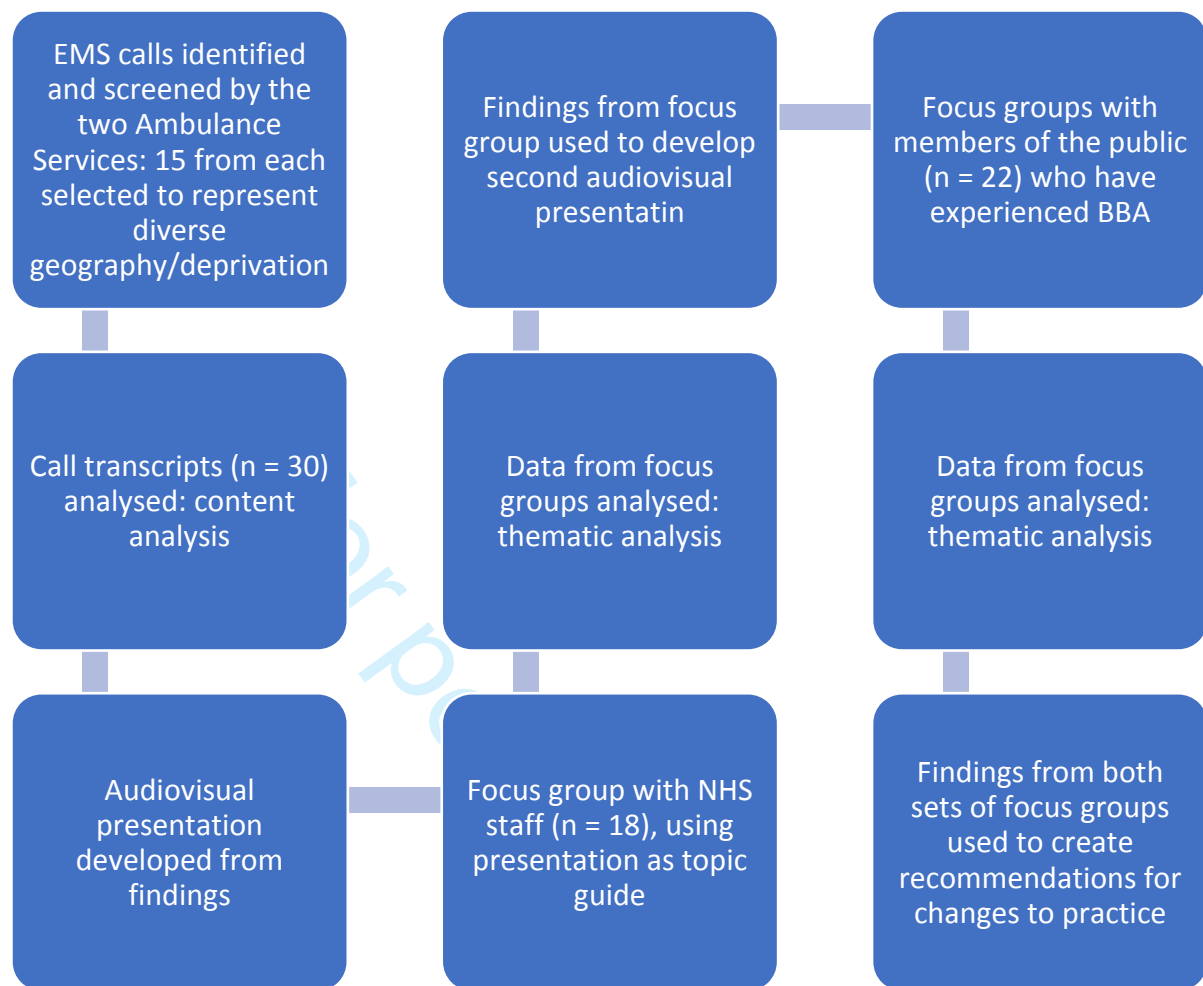 EMS calls identified
and screened by the
two Ambulance
Services: 15 from each
selected to represent
diverse
geography/deprivation
Call transcripts (n = 30)
analysed: content
analysis
Audiovisual
presentation
developed from
findings
Focus group with NHS
staff (n = 18), using
presentation as topic
guide
Data from focus
groups analysed:
thematic analysis
Findings from focus
group used to develop
second audiovisual
presentatin
Focus groups with
members of the public
(n = 22) who have
experienced BBA
Data from focus
groups analysed:
thematic analysis
Findings from both
sets of focus groups
used to create
recommendations for
changes to practice